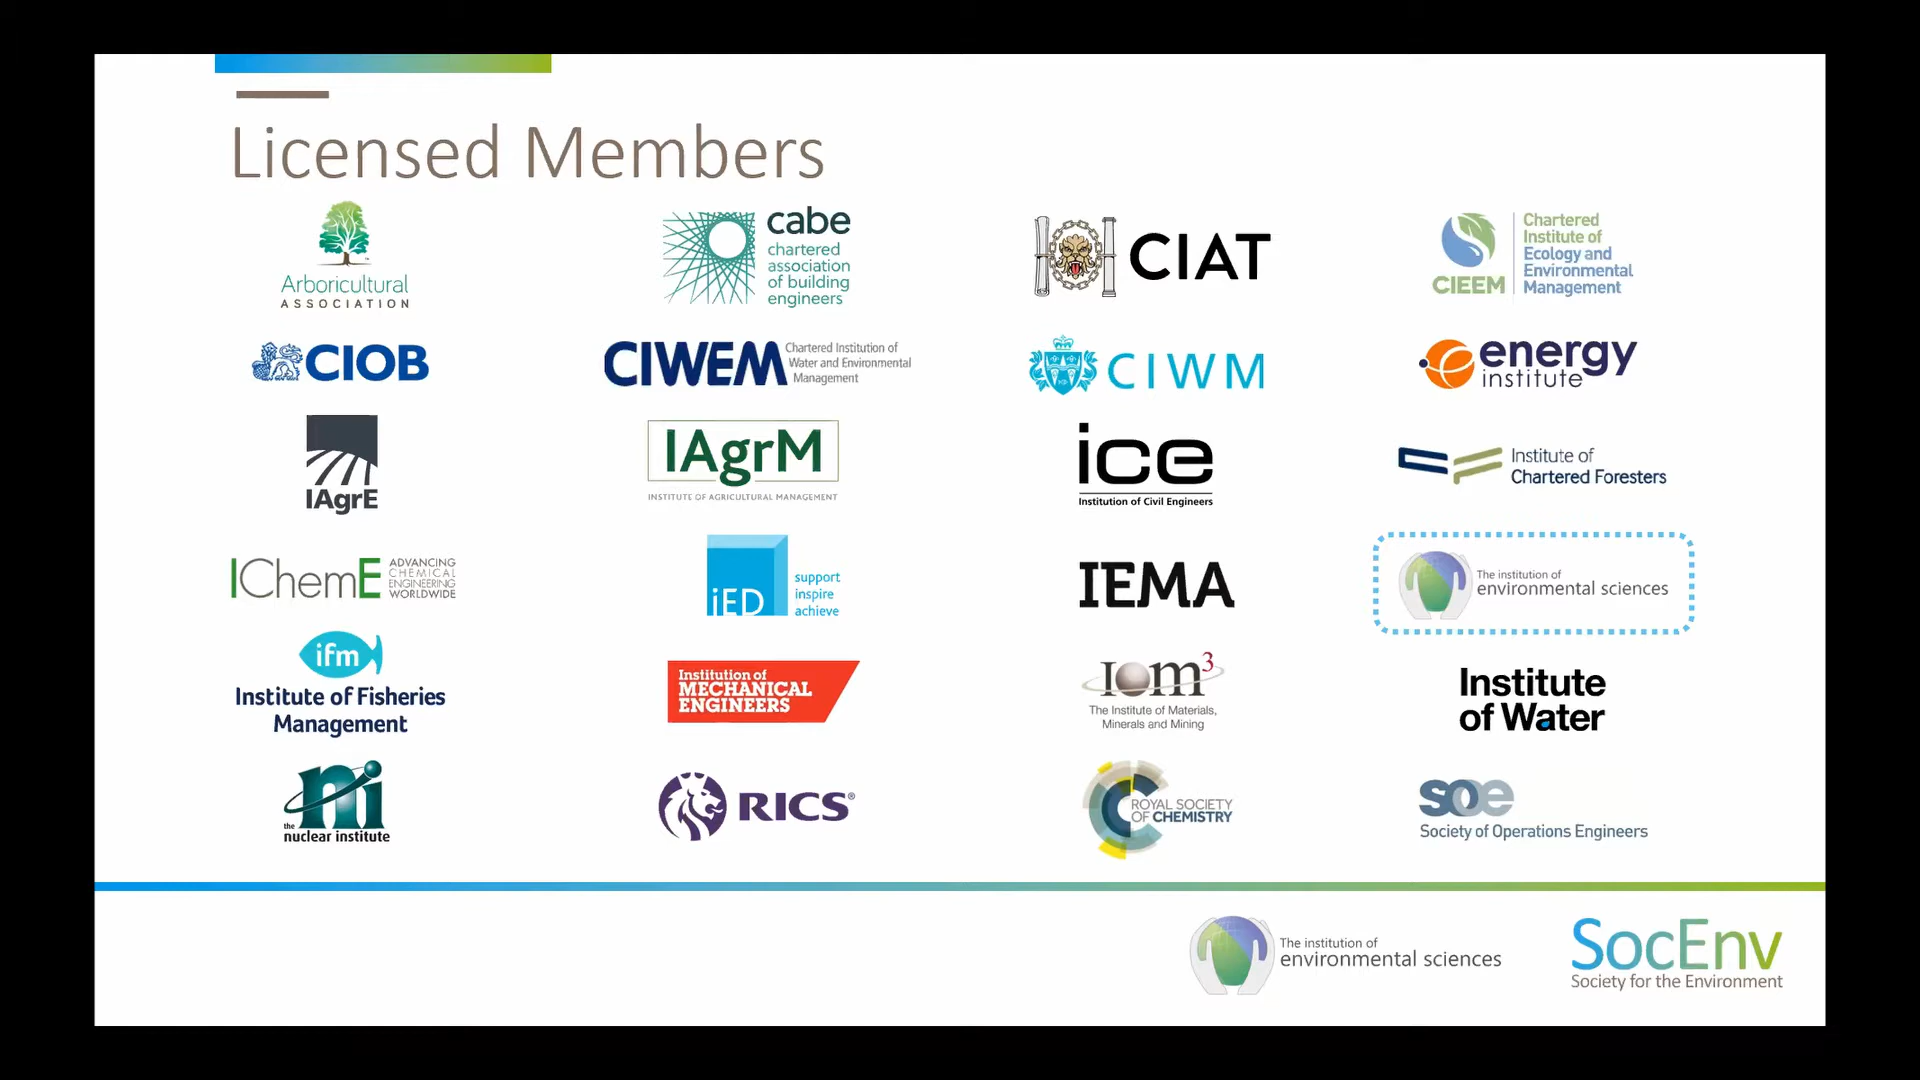 Licensed Members
Arboricultural
ASSOCIATION
cabe
chartered
association
of building
engineers
CIAT
CIEEM
Chartered
Institute of
Ecology and
Environmental
Management
CIOB
CIWEM
Chartered Institution of
Water and Environmental
Management
CIWM
energy
institute
IAgrE
IAgrM
INSTITUTE OF AGRICULTURAL MANAGEMENT
ice
Institution of Civil Engineers
Institute of
Chartered Foresters
IChemE
ADVANCING
CHEMICAL
ENGINEERING
WORLDWIDE
iED
support
inspire
achieve
IEMA
The institution of
environmental sciences
ifm
Institute of Fisheries
Management
Institution of
MECHANICAL
ENGINEERS
IOM3
The Institute of Materials,
Minerals and Mining
Institute
of Water
ni
the
nuclear institute
RICS®
ROYAL SOCIETY
OF CHEMISTRY
soe
Society of Operations Engineers
The institution of
environmental sciences
SocEnv
Society for the Environment